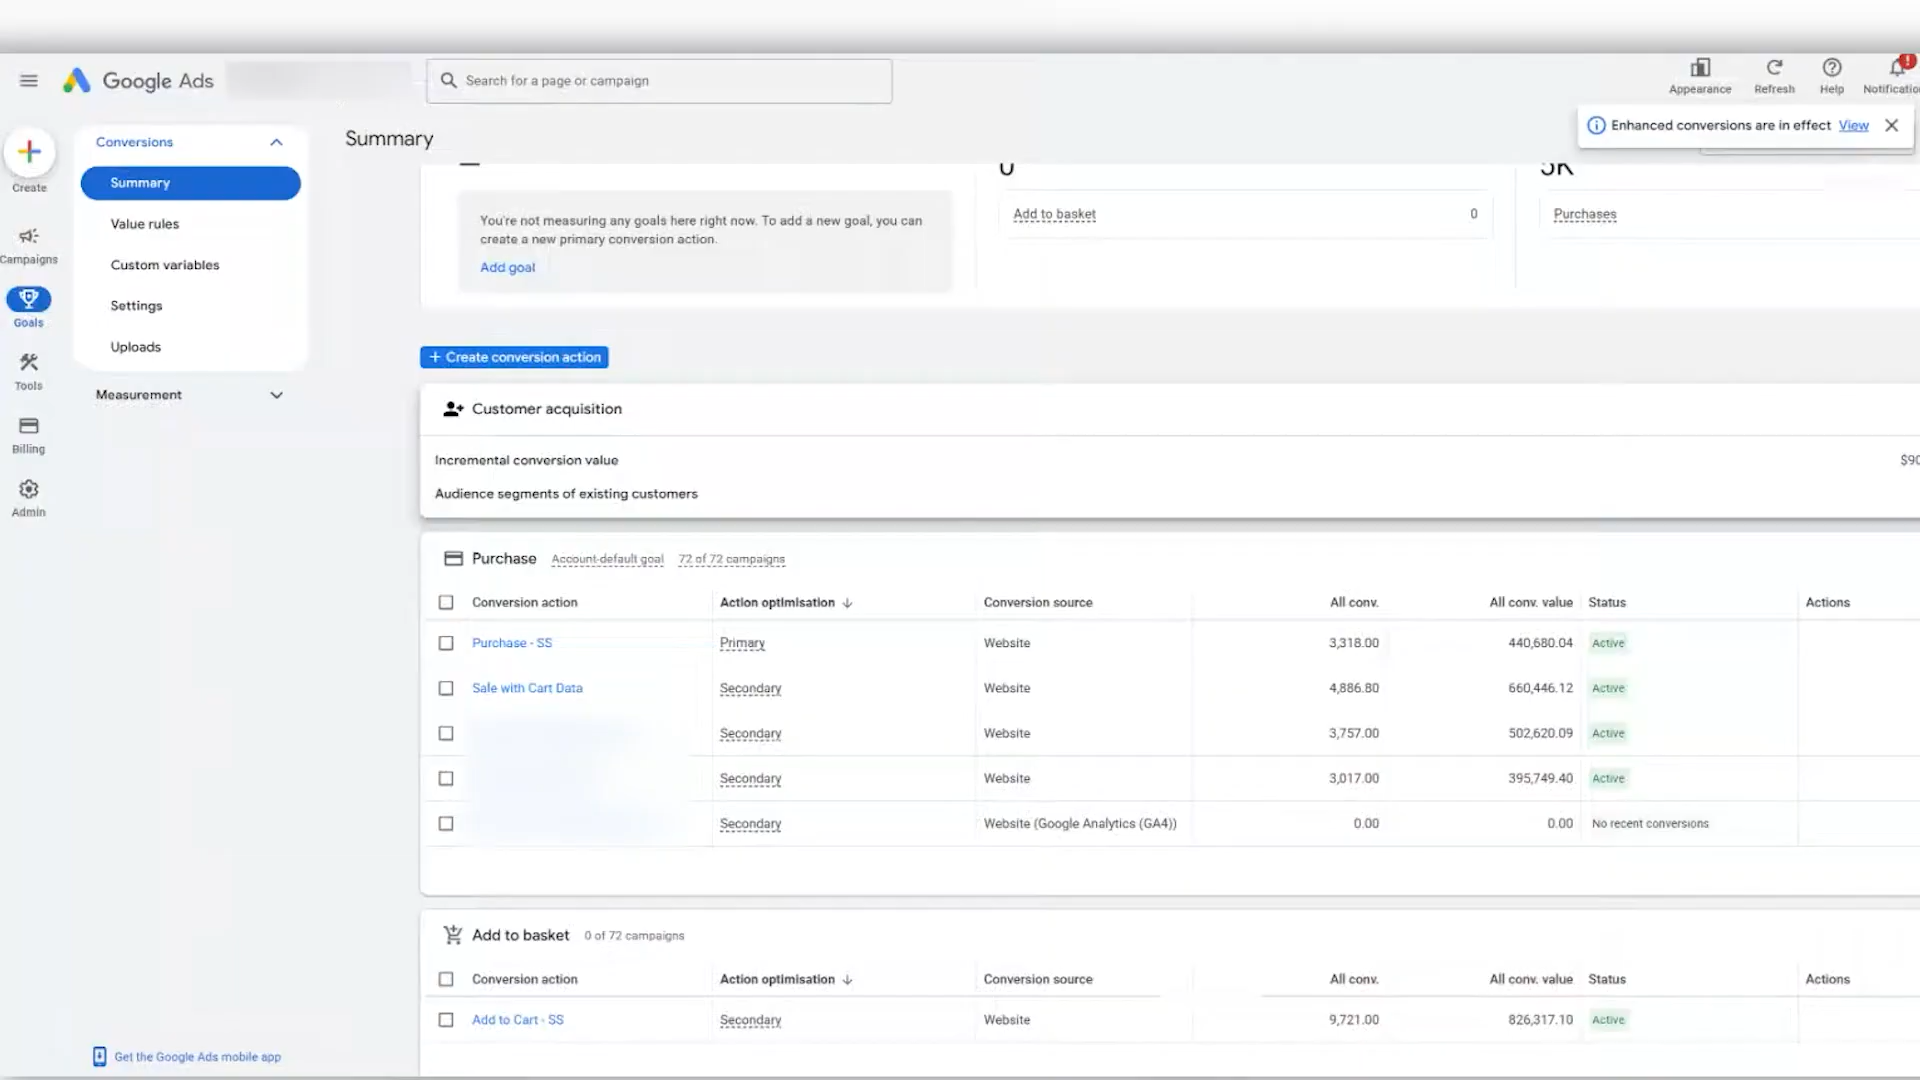 Google Ads
Search for a page or campaign
Appearance
Refresh
Help
Notificatio
Enhanced conversions are in effect View
Create
Campaigns
Goals
Tools
Billing
Admin
Conversions
Summary
Value rules
Custom variables
Settings
Uploads
Measurement
Get the Google Ads mobile app
Summary
You're not measuring any goals here right now. To add a new goal, you can
create a new primary conversion action.
Add goal
0
Add to basket 0
5K
Purchases
+ Create conversion action
Customer acquisition
Incremental conversion value $90
Audience segments of existing customers
Purchase Account-default goal 72 of 72 campaigns
Conversion action Action optimisation Conversion source All conv. All conv. value Status Actions
Purchase - SS Primary Website 3,318.00 440,680.04 Active
Sale with Cart Data Secondary Website 4,886.80 660,446.12 Active
Secondary Website 3,757.00 502,620.09 Active
Secondary Website 3,017.00 395,749.40 Active
Secondary Website (Google Analytics (GA4)) 0.00 0.00 No recent conversions
Add to basket 0 of 72 campaigns
Conversion action Action optimisation Conversion source All conv. All conv. value Status Actions
Add to Cart - SS Secondary Website 9,721.00 826,317.10 Active